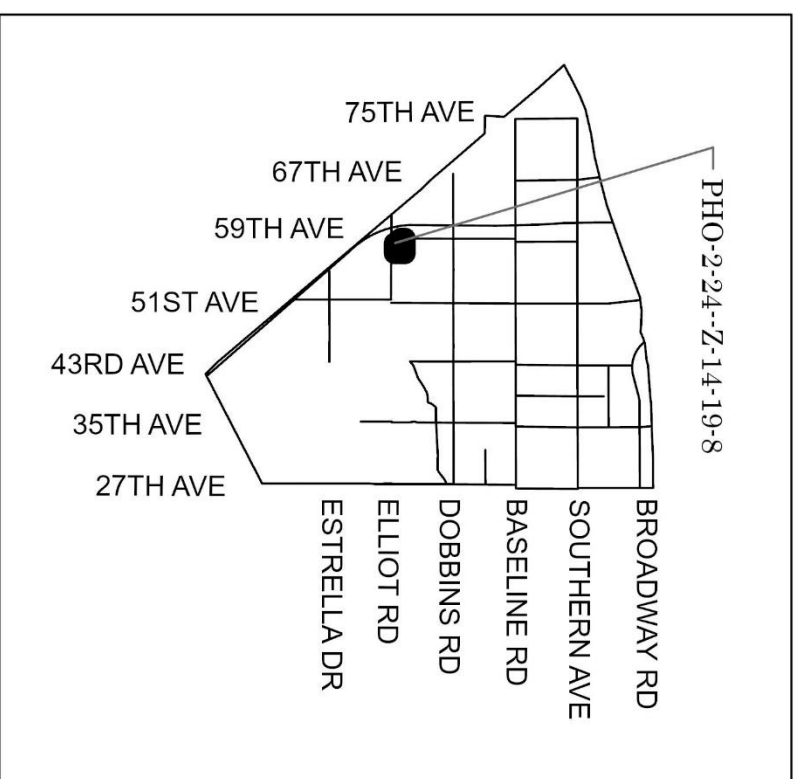 75TH AVE
67TH AVE
59TH AVE
51ST AVE
43RD AVE
35TH AVE
27TH AVE
PHO-2-24--Z-14-19-8
ESTRELLA DR
ELLIOT RD
DOBBINS RD
BASELINE RD
SOUTHERN AVE
BROADWAY RD